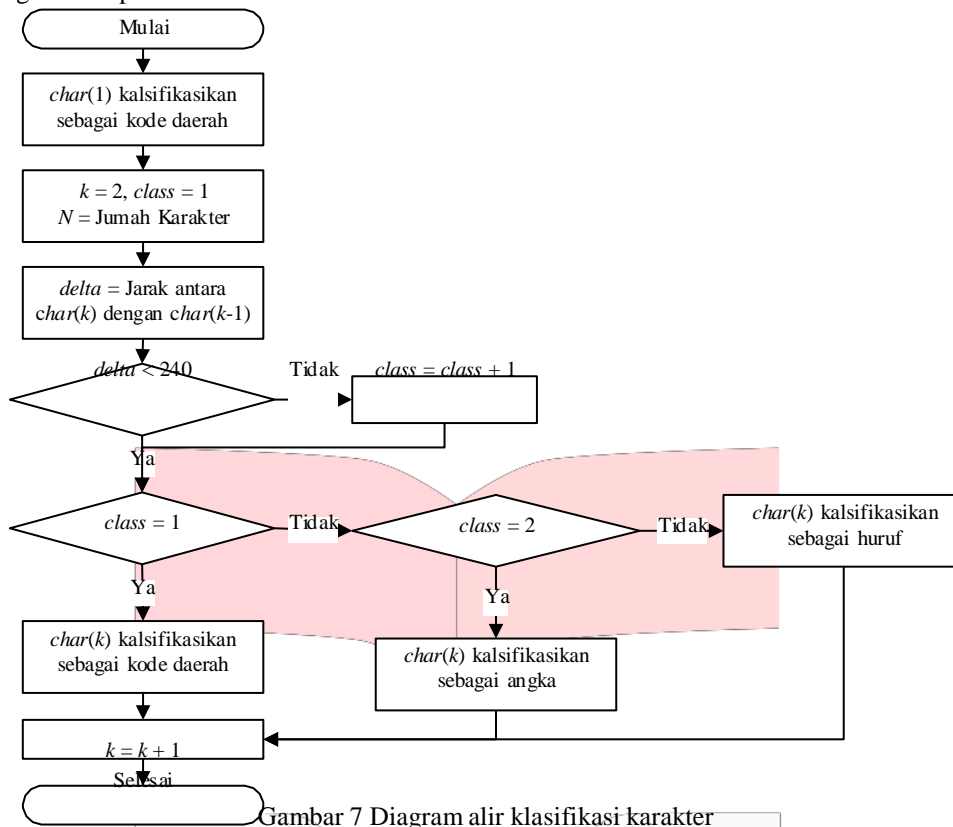 Mulai
char(1) kalsifikasikan
sebagai kode daerah
k = 2, class = 1
N = Jumah Karakter
delta = Jarak antara
char(k) dengan char(k-1)
delta < 240
Tidak
class = class + 1
Ya
class = 1
Tidak
class = 2
Tidak
char(k) kalsifikasikan
sebagai huruf
Ya
Ya
char(k) kalsifikasikan
sebagai kode daerah
char(k) kalsifikasikan
sebagai angka
k = k + 1
Selesai
Gambar 7 Diagram alir klasifikasi karakter